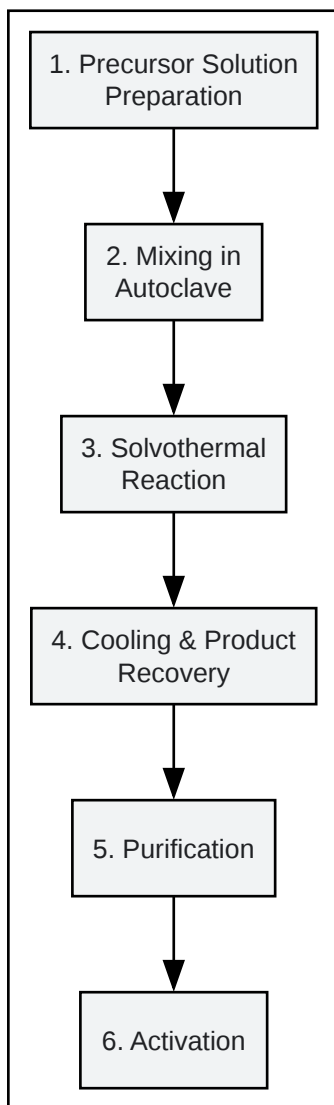 1. Precursor Solution
Preparation
2. Mixing in
Autoclave
3. Solvothermal
Reaction
4. Cooling & Product
Recovery
5. Purification
6. Activation